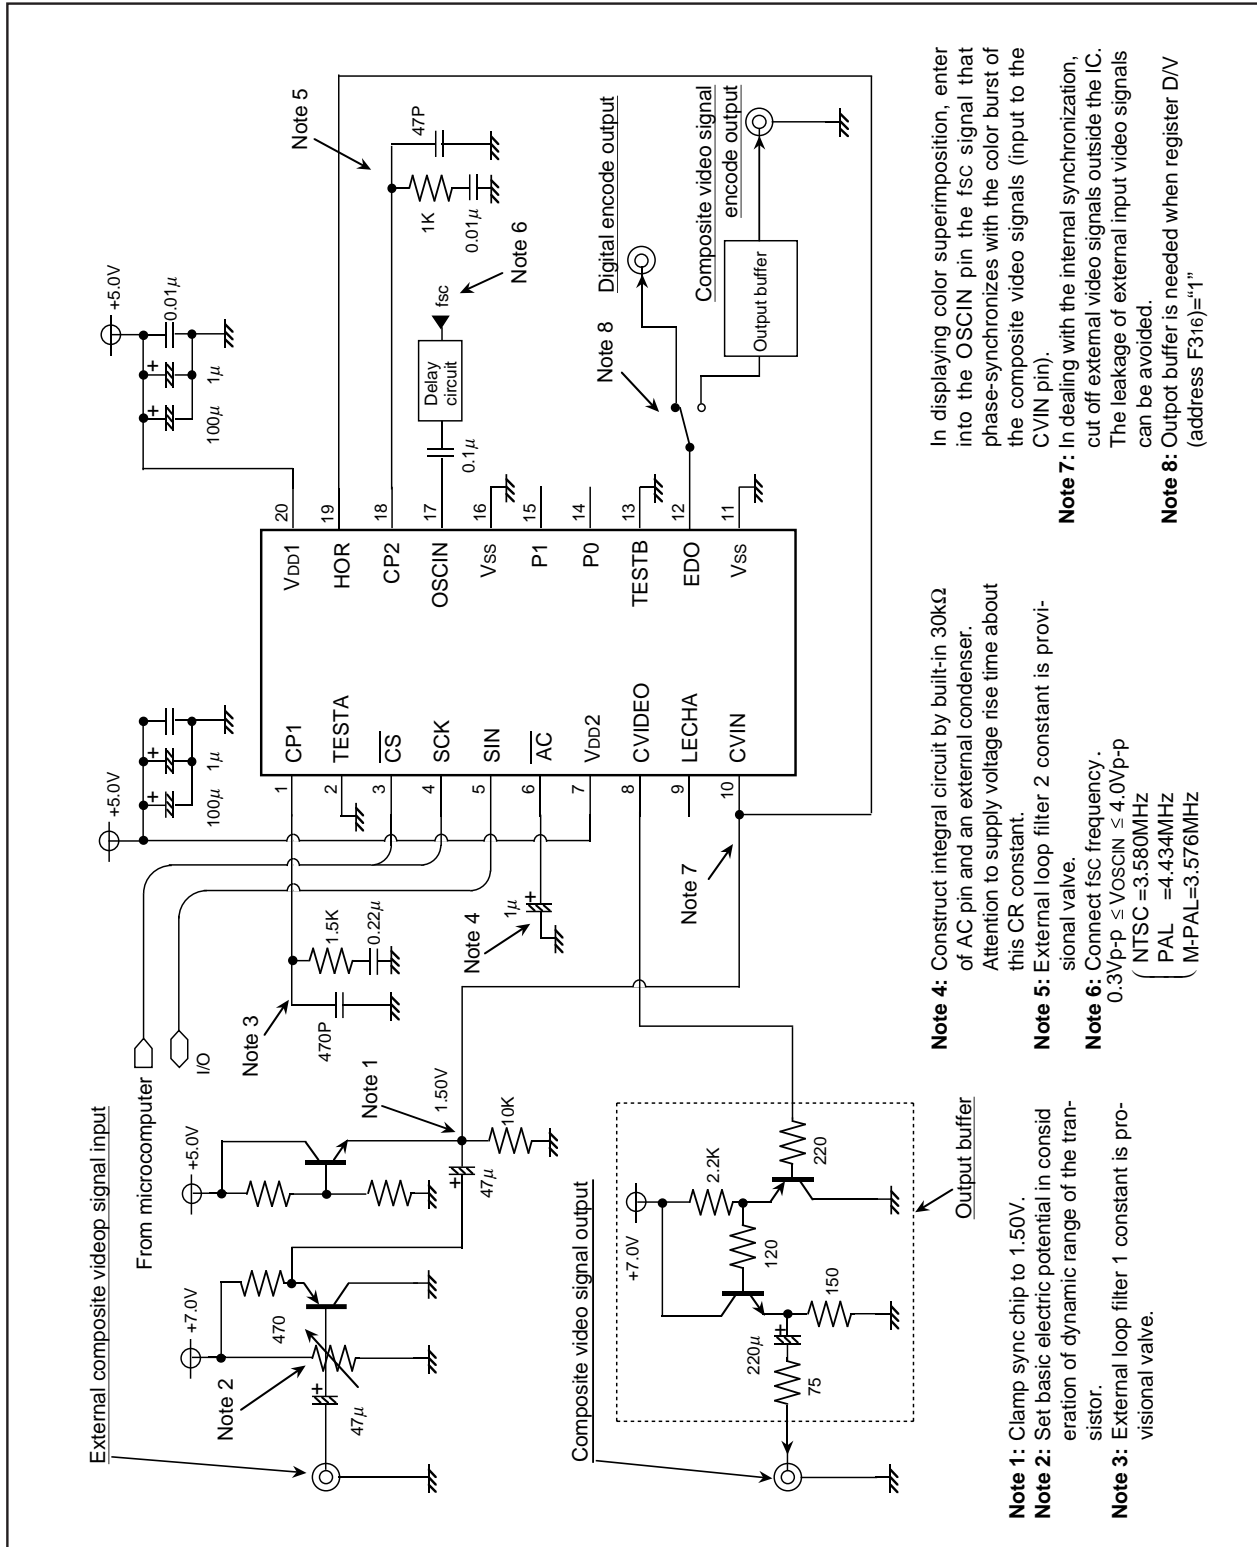 External composite videop signal input
From microcomputer
I/O
+7.0V
+5.0V
470
Note 2
47μ
Note 1
1.50V
47μ
10K
Note 3
470P
1.5K
0.22μ
Note 4
1μ
+5.0V
100μ
1μ
+5.0V
100μ
1μ
0.01μ
1 CP1
2 TESTA
3 CS
4 SCK
5 SIN
6 AC
7 VDD2
8 CVIDEO
9 LECHA
10 CVIN
20 VDD1
19 HOR
18 CP2
17 OSCIN
16 VSS
15 P1
14 P0
13 TESTB
12 EDO
11 VSS
Note 7
Note 5
47P
1K
0.01μ
Note 6
fsc
Delay
circuit
0.1μ
Note 8
Digital encode output
Composite video signal
encode output
Output buffer
Composite video signal output
+7.0V
2.2K
220
120
150
220μ
75
Output buffer
Note 1: Clamp sync chip to 1.50V.
Note 2: Set basic electric potential in consid
eration of dynamic range of the tran-
sistor.
Note 3: External loop filter 1 constant is pro-
visional valve.
Note 4: Construct integral circuit by built-in 30kΩ
of AC pin and an external condenser.
Attention to supply voltage rise time about
this CR constant.
Note 5: External loop filter 2 constant is provi-
sional valve.
Note 6: Connect fsc frequency.
0.3Vp-p ≤ VOSCIN ≤ 4.0Vp-p
NTSC =3.580MHz
PAL =4.434MHz
M-PAL=3.576MHz
In displaying color superimposition, enter
into the OSCIN pin the fsc signal that
phase-synchronizes with the color burst of
the composite video signals (input to the
CVIN pin).
Note 7: In dealing with the internal synchronization,
cut off external video signals outside the IC.
The leakage of external input video signals
can be avoided.
Note 8: Outpot buffer is needed when register D/V
(address F316)=“1”